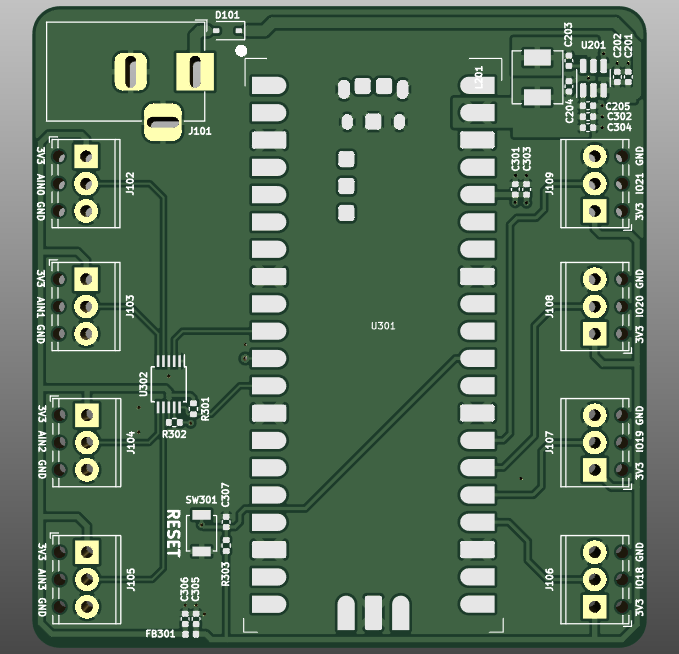 D101
C203
U201
C202
C201
L201
J101
C204
C205
C302
C304
3V3
AIN0
GND
J102
C301
C303
J109
GND
IO21
3V3
3V3
AIN1
GND
J103
U301
J108
GND
IO20
3V3
U302
R301
R302
3V3
AIN2
GND
J104
J107
GND
IO19
3V3
SW301
C307
RESET
R303
3V3
AIN3
GND
J105
J106
GND
IO18
3V3
C306
C305
FB301